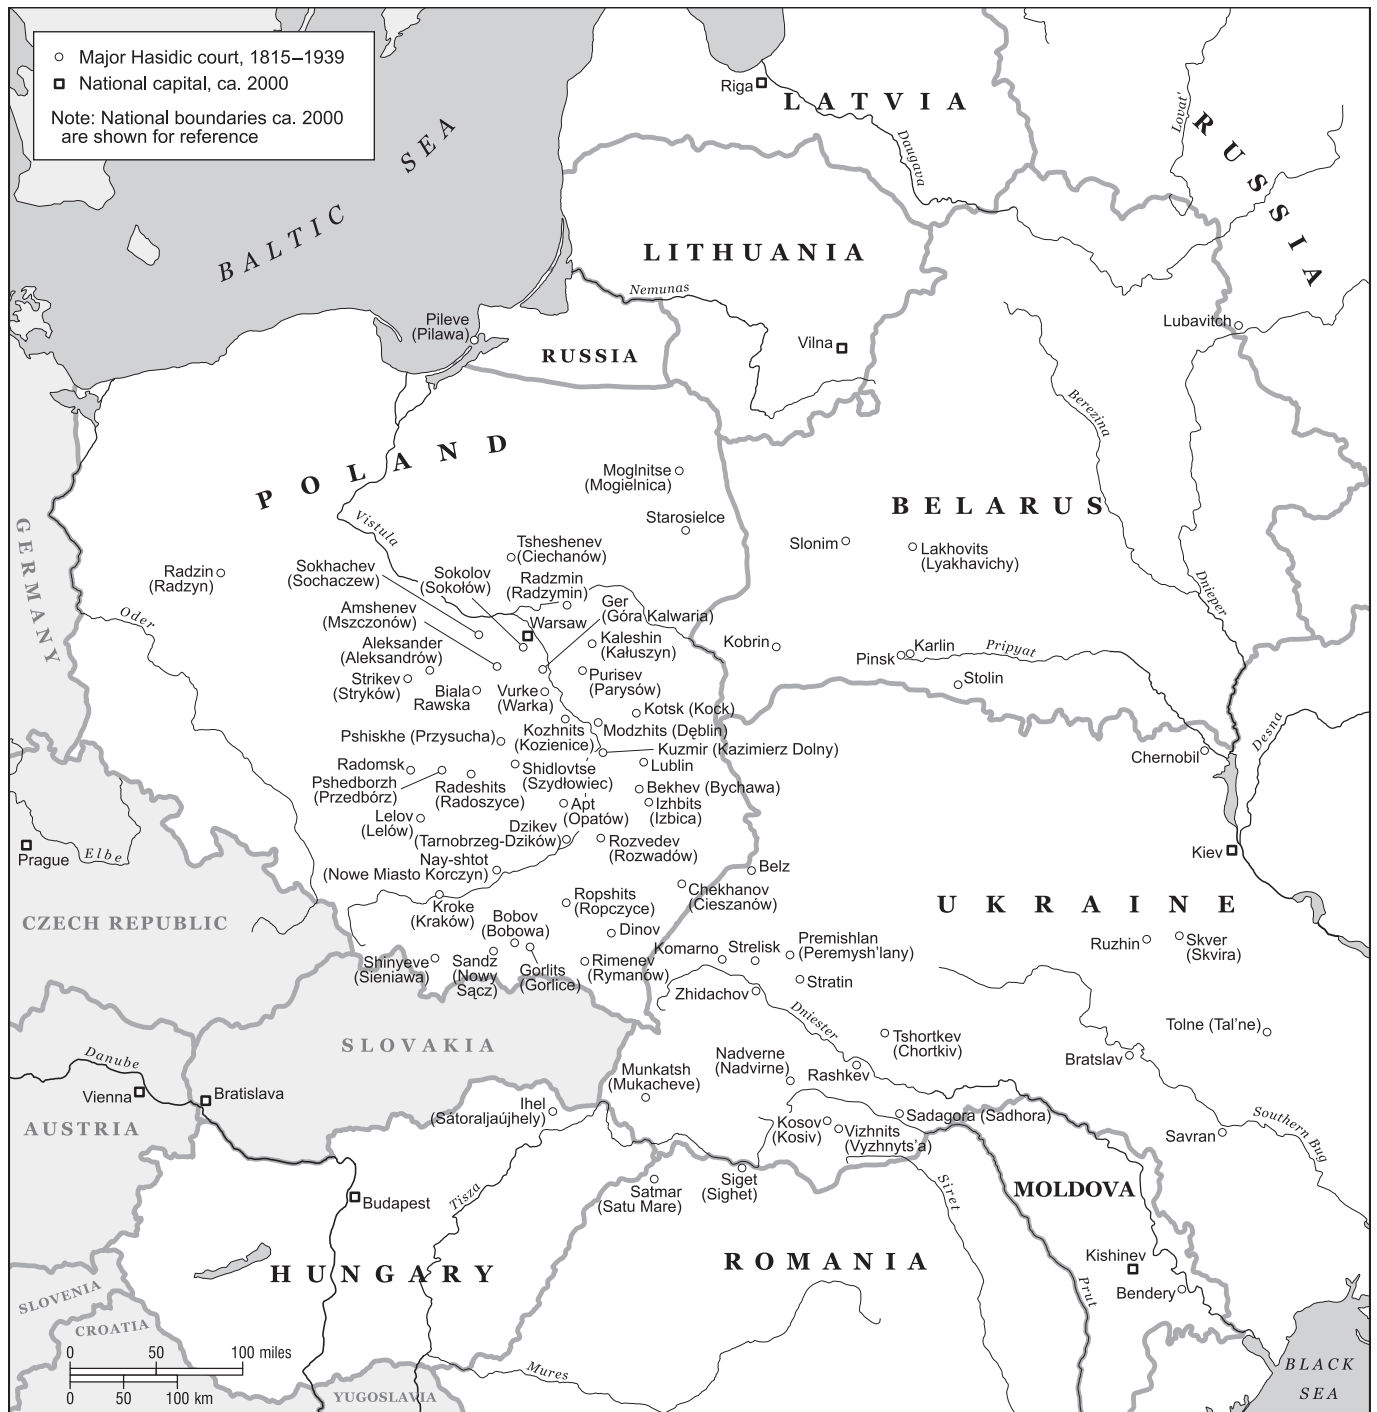 Major Hasidic court, 1815–1939
National capital, ca. 2000
Note: National boundaries ca. 2000
are shown for reference
BALTIC SEA
Riga
LATVIA
Daugava
Lovat'
RUSSIA
LITHUANIA
Nemunas
Pileve
(Pilawa)
RUSSIA
Vilna
Lubavitch
Berezina
POLAND
Moglnitse
(Mogielnica)
BELARUS
Vistula
Starosielce
GERMANY
Tsheshenev
(Ciechanów)
Slonim
Lakhovits
(Lyakhavichy)
Radzin
(Radzyn)
Sokhachev
(Sochaczew)
Sokolov
(Sokołów)
Radzmin
(Radzymin)
Dnieper
Oder
Amshenev
(Mszczonów)
Ger
(Góra Kalwaria)
Warsaw
Aleksander
(Aleksandrów)
Kaleshin
(Kałuszyn)
Kobrin
Karlin
Pinsk
Pripyat
Strikev
(Stryków)
Purisev
(Parysów)
Stolin
Biala
Rawska
Vurke
(Warka)
Kotsk (Kock)
Desna
Kozhnits
(Kozienice)
Modzhits (Dęblin)
Pshiskhe (Przysucha)
Kuzmir (Kazimierz Dolny)
Chernobil
Radomsk
Shidlovtse
(Szydłowiec)
Lublin
Pshedborzh
(Przedbórz)
Radeshits
(Radoszyce)
Bekhev (Bychawa)
Izhbits
(Izbica)
Apt
(Opatów)
Lelov
(Lelów)
Dzikev
(Tarnobrzeg-Dzików)
Rozvedev
(Rozwadów)
Prague
Elbe
Kiev
Nay-shtot
(Nowe Miasto Korczyn)
Belz
Chekhanov
(Cieszanów)
Ropshits
(Ropczyce)
UKRAINE
CZECH REPUBLIC
Kroke
(Kraków)
Bobov
(Bobowa)
Dinov
Ruzhin
Skver
(Skvira)
Komarno
Strelisk
Premishlan
(Peremysh'lany)
Shinyeve
(Sieniawa)
Sandz
(Nowy
Sącz)
Gorlits
(Gorlice)
Rimenev
(Rymanów)
Stratin
Zhidachov
Dniester
SLOVAKIA
Tshortkev
(Chortkiv)
Tolne (Tal'ne)
Danube
Nadverne
(Nadvirne)
Bratslav
Munkatsh
(Mukacheve)
Rashkev
Vienna
Bratislava
Ihel
(Sátoraljaújhely)
AUSTRIA
Kosov
(Kosiv)
Sadagora (Sadhora)
Vizhnits
(Vyzhnyts'a)
Savran
Southern Bug
Siget
(Sighet)
Satmar
(Satu Mare)
Siret
MOLDOVA
Tisza
Budapest
HUNGARY
ROMANIA
Kishinev
Prut
Bendery
SLOVENIA
CROATIA
0 50 100 miles
0 50 100 km
Mures
YUGOSLAVIA
BLACK
SEA